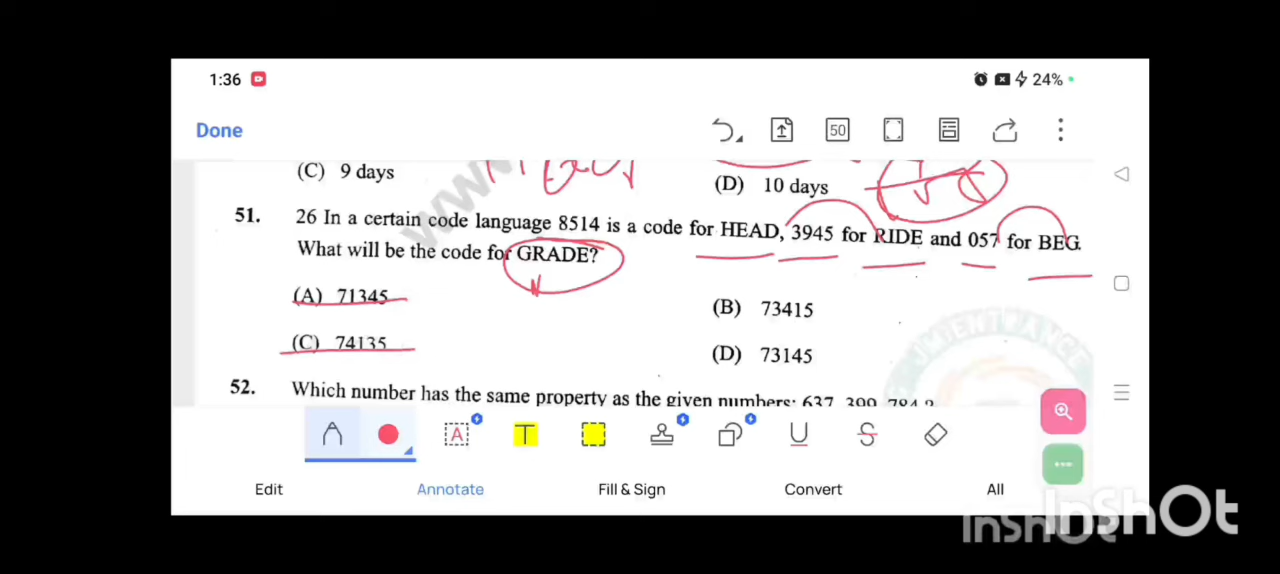 1:36
24%
Done
50
(C) 9 days
(D) 10 days
51. 26 In a certain code language 8514 is a code for HEAD, 3945 for RIDE and 057 for BEG.
What will be the code for GRADE?
(A) 71345
(B) 73415
(C) 74135
(D) 73145
52. Which number has the same property as the given numbers: 637, 399, 784 ?
A
T
U
S
Edit
Annotate
Fill & Sign
Convert
All
InShOt
InShOt